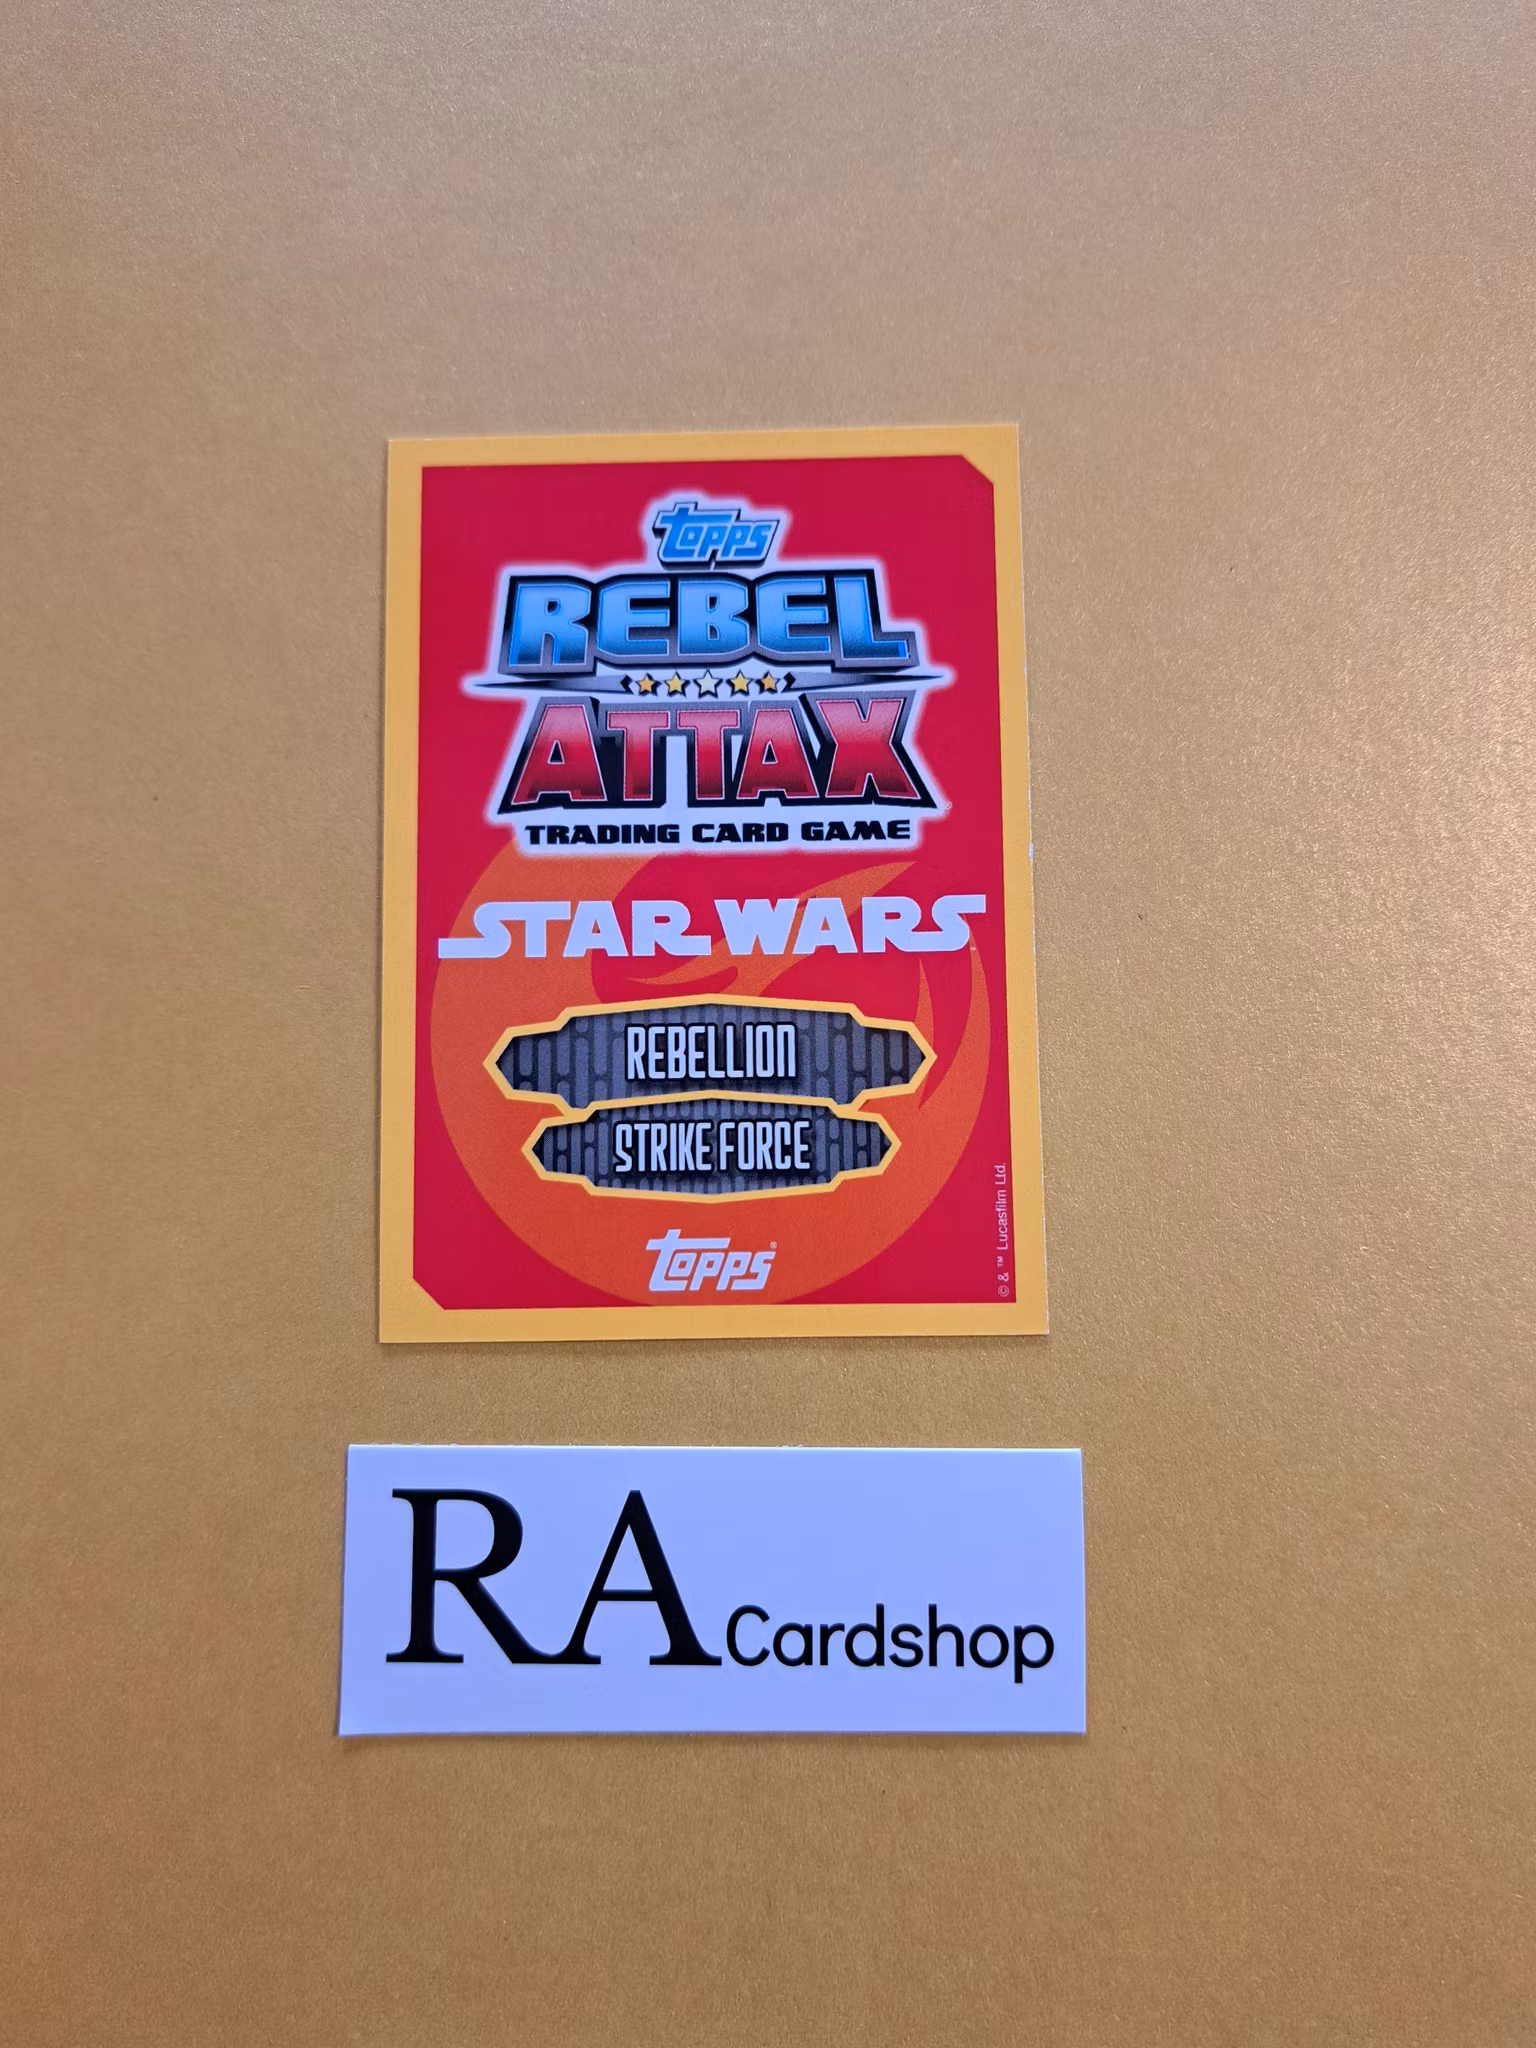 topps
REBEL
ATTAX
TRADING CARD GAME
STAR WARS
REBELLION
STRIKE FORCE
topps®
© & ™ Lucasfilm Ltd.
RA Cardshop